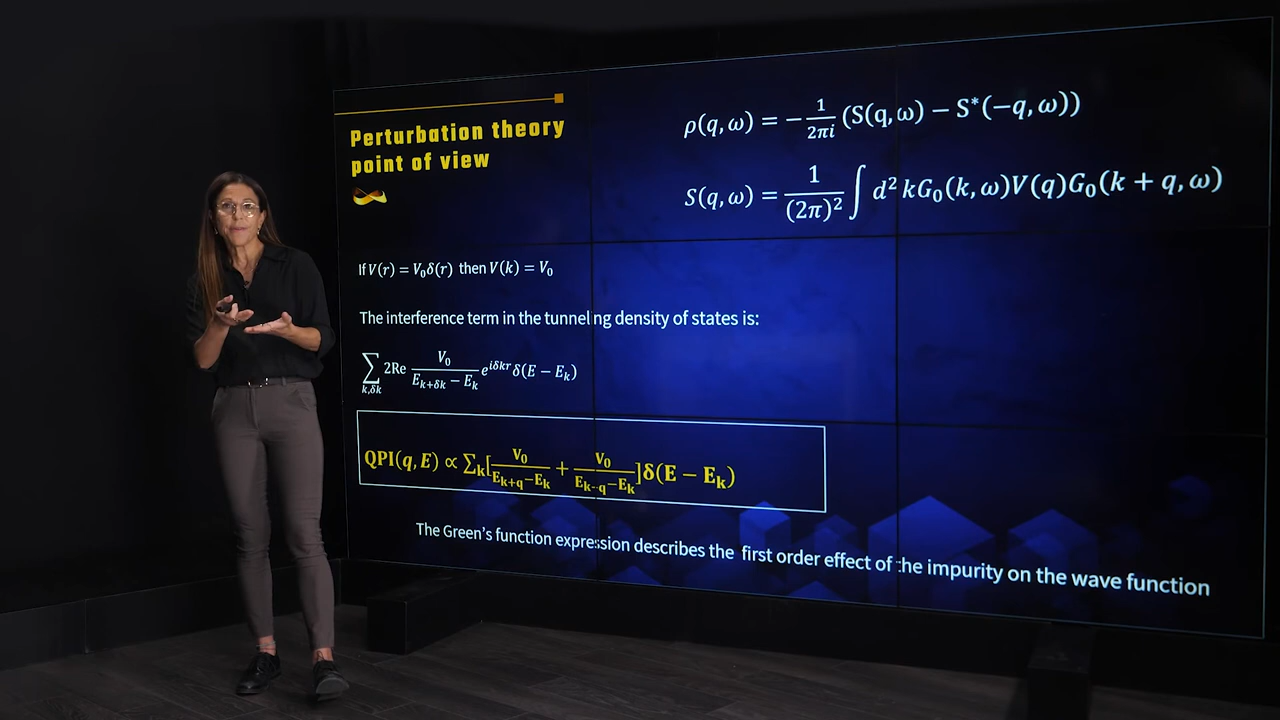 Perturbation theory
point of view
ρ(q, ω) = − 1/2πi (S(q, ω) − S*(−q, ω))
S(q, ω) = 1/(2π)² ∫ d² kG₀(k, ω)V(q)G₀(k + q, ω)
If V(r) = V₀δ(r) then V(k) = V₀
The interference term in the tunneling density of states is:
∑_{k,δk} 2Re V₀/(E_{k+δk} − E_k) e^{iδkr} δ(E − E_k)
QPI(q, E) ∝ ∑_k[V₀/(E_{k+q}−E_k) + V₀/(E_{k-q}−E_k)]δ(E − E_k)
The Green's function expression describes the first order effect of the impurity on the wave function